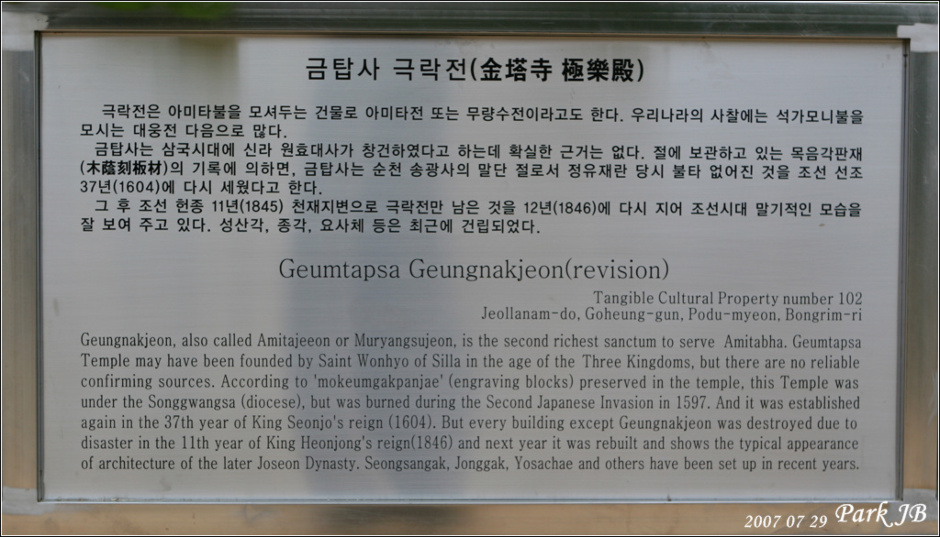 금탑사 극락전(金塔寺 極樂殿)
극락전은 아미타불을 모셔두는 건물로 아미타전 또는 무량수전이라고도 한다. 우리나라의 사찰에는 석가모니불을
모시는 대웅전 다음으로 많다.
금탑사는 삼국시대에 신라 원효대사가 창건하였다고 하는데 확실한 근거는 없다. 절에 보관하고 있는 목음각판재
(木蔭刻板材)의 기록에 의하면, 금탑사는 순천 송광사의 말단 절로서 정유재란 당시 불타 없어진 것을 조선 선조
37년(1604)에 다시 세웠다고 한다.
그 후 조선 헌종 11년(1845) 천재지변으로 극락전만 남은 것을 12년(1846)에 다시 지어 조선시대 말기적인 모습을
잘 보여 주고 있다. 성산각, 종각, 요사체 등은 최근에 건립되었다.
Geumtapsa Geungnakjeon(revision)
Tangible Cultural Property number 102
Jeollanam-do, Goheung-gun, Podu-myeon, Bongrim-ri
Geungnakjeon, also called Amitajeeon or Muryangsujeon, is the second richest sanctum to serve Amitabha. Geumtapsa
Temple may have been founded by Saint Wonhyo of Silla in the age of the Three Kingdoms, but there are no reliable
confirming sources. According to 'mokeumgakpanjae' (engraving blocks) preserved in the temple, this Temple was
under the Songgwangsa (diocese), but was burned during the Second Japanese Invasion in 1597. And it was established
again in the 37th year of King Seonjo's reign (1604). But every building except Geungnakjeon was destroyed due to
disaster in the 11th year of King Heonjong's reign(1846) and next year it was rebuilt and shows the typical appearance
of architecture of the later Joseon Dynasty. Seongsangak, Jonggak, Yosachae and others have been set up in recent years.
2007 07 29 Park JB